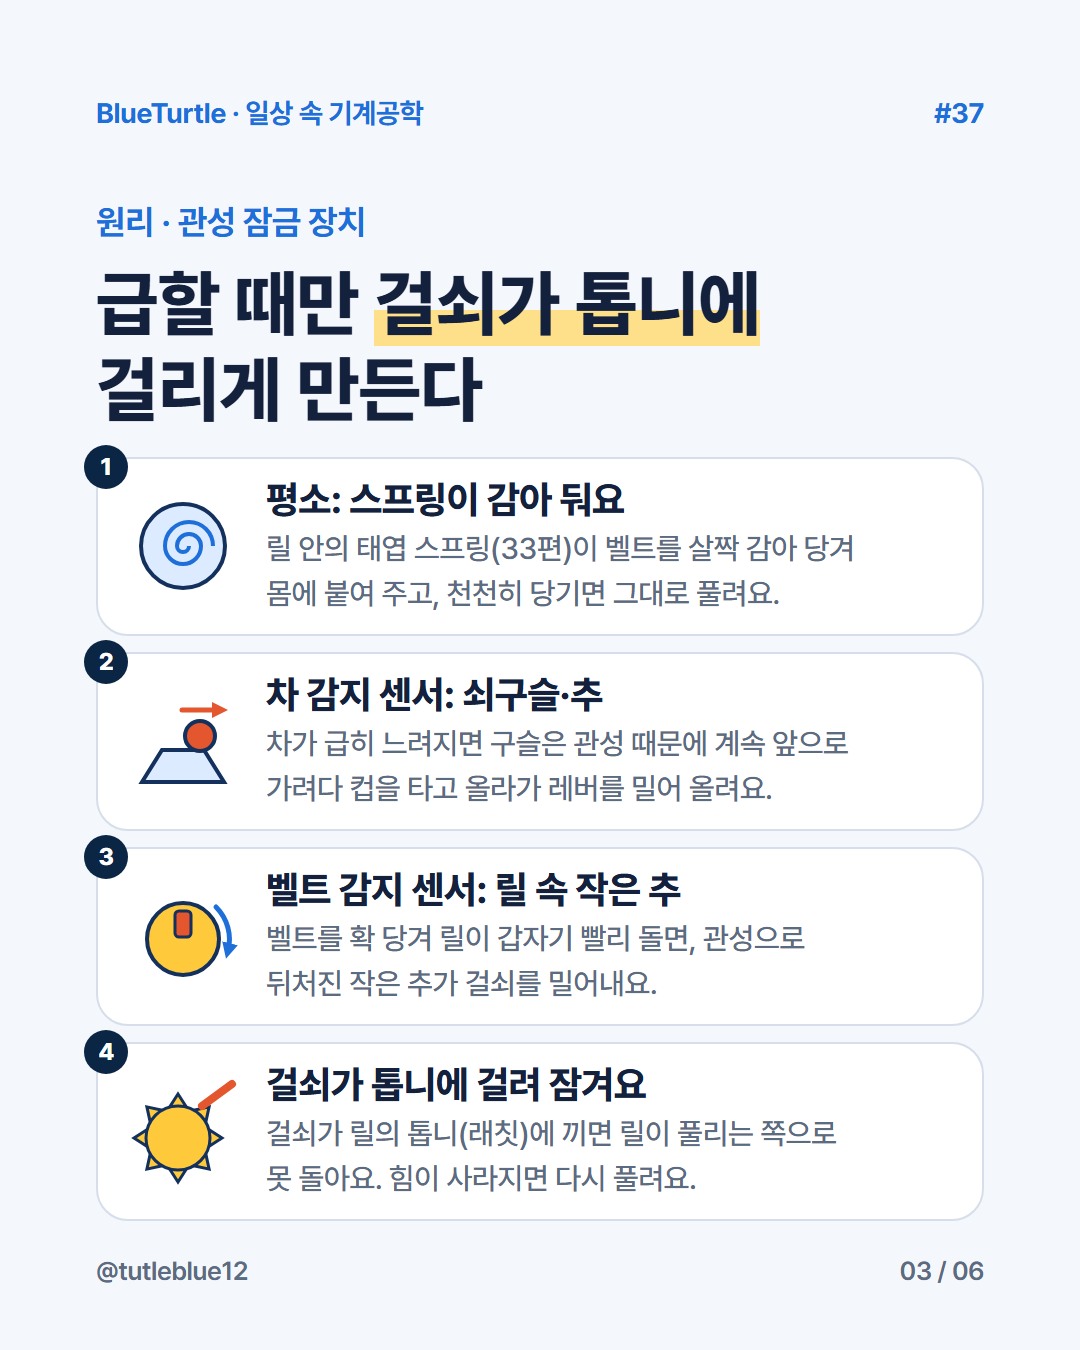 BlueTurtle · 일상 속 기계공학
#37
원리 · 관성 잠금 장치
급할 때만 걸쇠가 톱니에
걸리게 만든다
1
평소: 스프링이 감아 둬요
릴 안의 태엽 스프링(33편)이 벨트를 살짝 감아 당겨
몸에 붙여 주고, 천천히 당기면 그대로 풀려요.
2
차 감지 센서: 쇠구슬·추
차가 급히 느려지면 구슬은 관성 때문에 계속 앞으로
가려다 컵을 타고 올라가 레버를 밀어 올려요.
3
벨트 감지 센서: 릴 속 작은 추
벨트를 확 당겨 릴이 갑자기 빨리 돌면, 관성으로
뒤처진 작은 추가 걸쇠를 밀어내요.
4
걸쇠가 톱니에 걸려 잠겨요
걸쇠가 릴의 톱니(래칫)에 끼면 릴이 풀리는 쪽으로
못 돌아요. 힘이 사라지면 다시 풀려요.
@tutleblue12
03 / 06